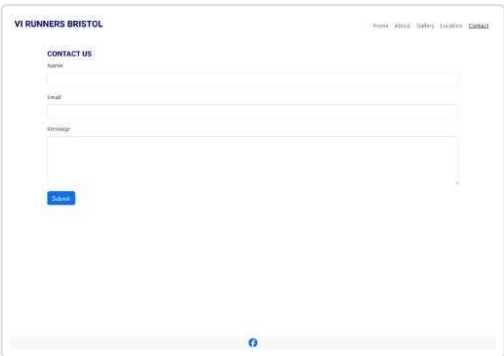 VI RUNNERS BRISTOL
Home About Gallery Location Contact
CONTACT US
Name
Email
Message
Submit